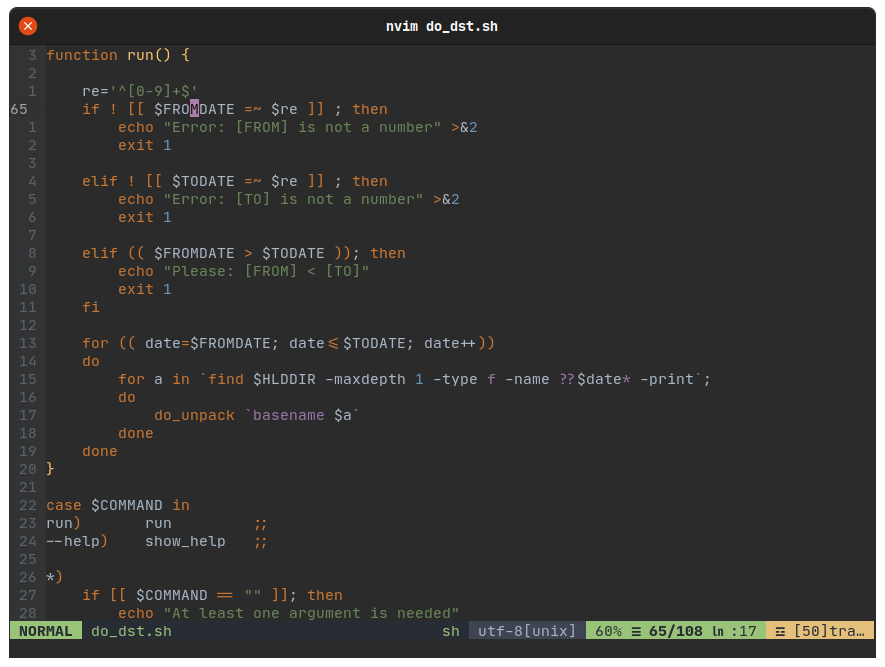 nvim do_dst.sh
3 function run() {
2
1     re='^[0-9]+$'
65     if ! [[ $FROMDATE =~ $re ]] ; then
1         echo "Error: [FROM] is not a number" >&2
2         exit 1
3
4     elif ! [[ $TODATE =~ $re ]] ; then
5         echo "Error: [TO] is not a number" >&2
6         exit 1
7
8     elif (( $FROMDATE > $TODATE )); then
9         echo "Please: [FROM] < [TO]"
10         exit 1
11     fi
12
13     for (( date=$FROMDATE; date<=$TODATE; date++))
14     do
15         for a in `find $HLDDIR -maxdepth 1 -type f -name ??$date* -print`;
16         do
17             do_unpack `basename $a`
18         done
19     done
20 }
21
22 case $COMMAND in
23 run)       run         ;;
24 --help)    show_help   ;;
25
26 *)
27     if [[ $COMMAND == "" ]]; then
28         echo "At least one argument is needed"
NORMAL do_dst.sh sh utf-8[unix] 60% ☰ 65/108 ln :17 ☲ [50]tra…